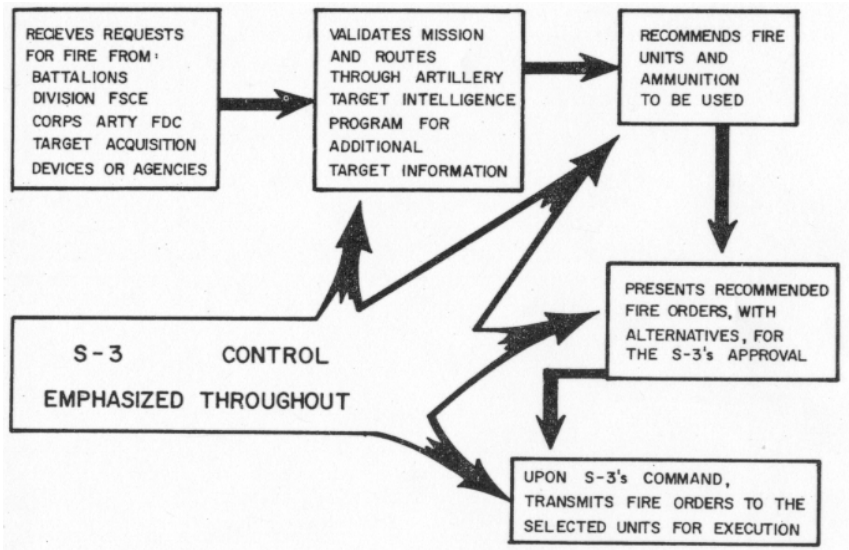 RECIEVES REQUESTS
FOR FIRE FROM:
BATTALIONS
DIVISION FSCE
CORPS ARTY FDC
TARGET ACQUISITION
DEVICES OR AGENCIES
VALIDATES MISSION
AND ROUTES
THROUGH ARTILLERY
TARGET INTELLIGENCE
PROGRAM FOR
ADDITIONAL
TARGET INFORMATION
RECOMMENDS FIRE
UNITS AND
AMMUNITION
TO BE USED
PRESENTS RECOMMENDED
FIRE ORDERS, WITH
ALTERNATIVES, FOR
THE S-3's APPROVAL
S-3 CONTROL
EMPHASIZED THROUGHOUT
UPON S-3's COMMAND,
TRANSMITS FIRE ORDERS TO THE
SELECTED UNITS FOR EXECUTION